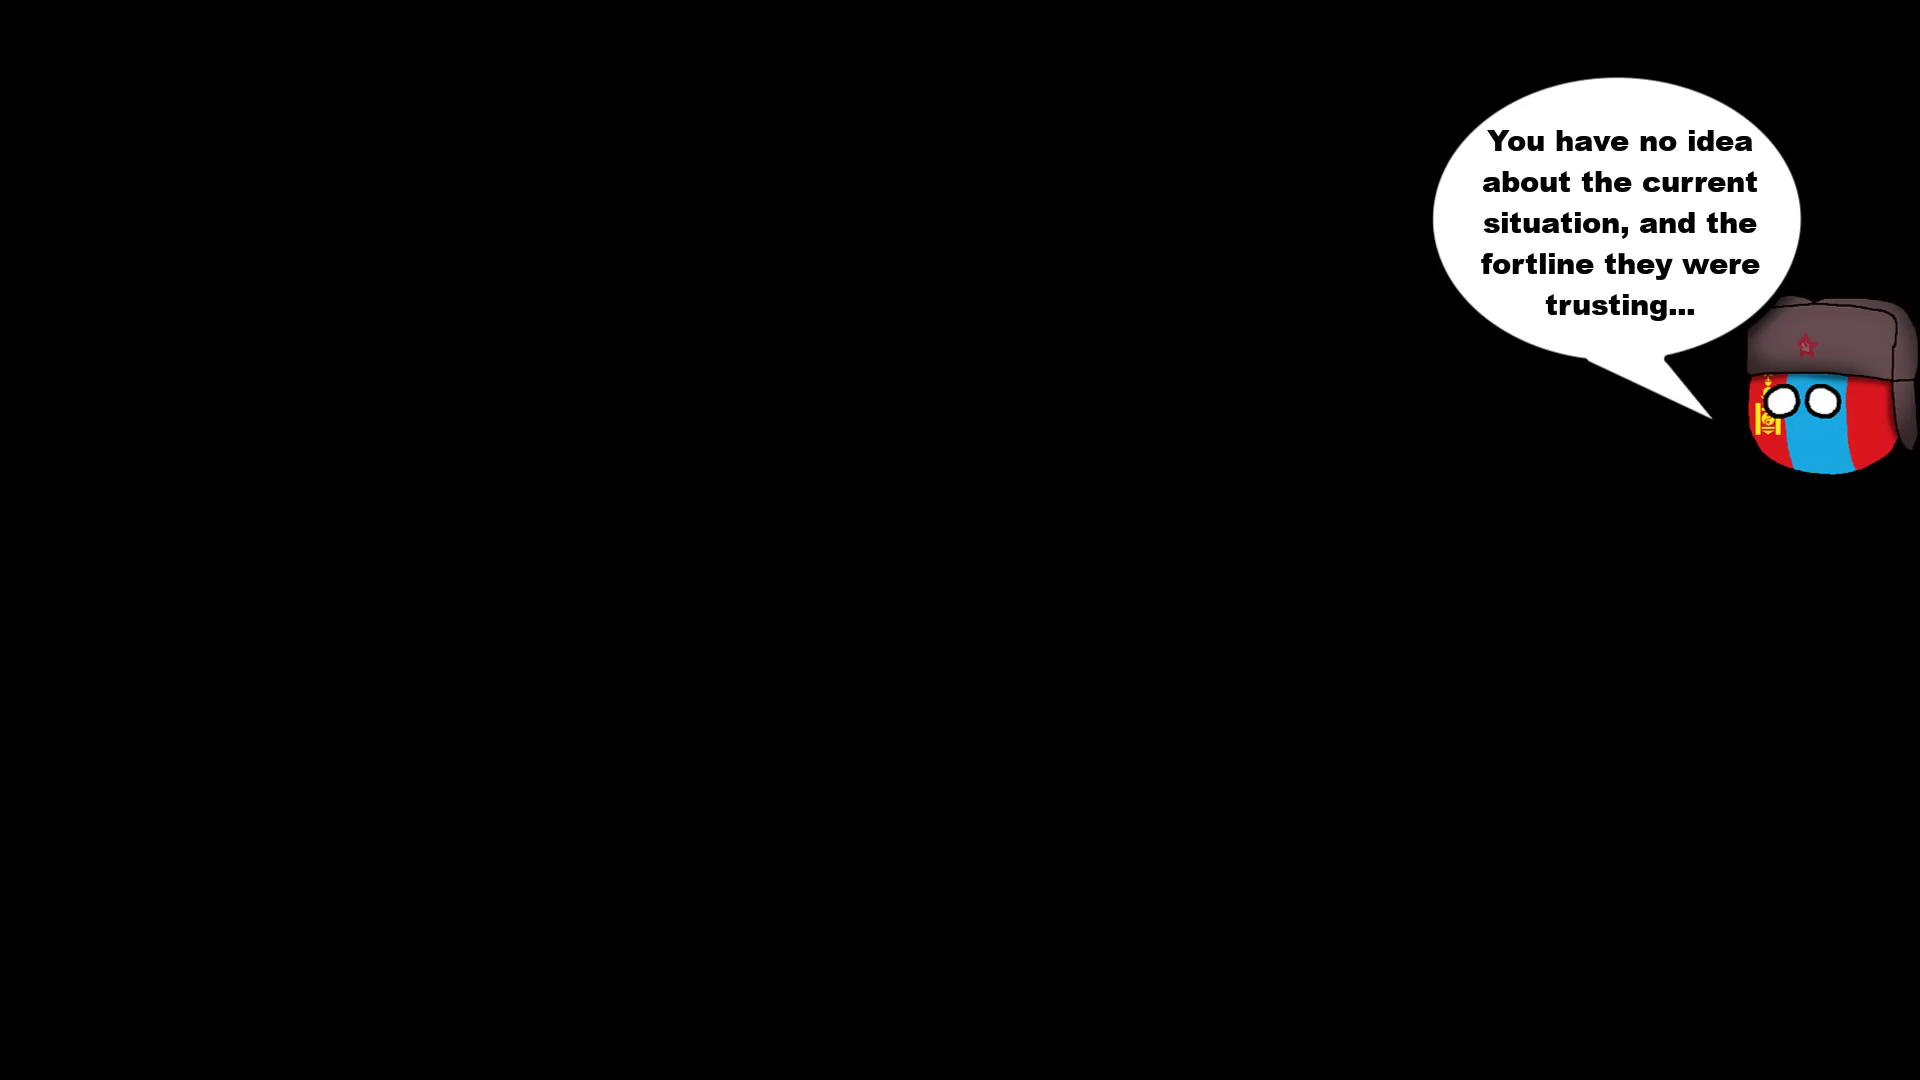 You have no idea
about the current
situation, and the
fortline they were
trusting...